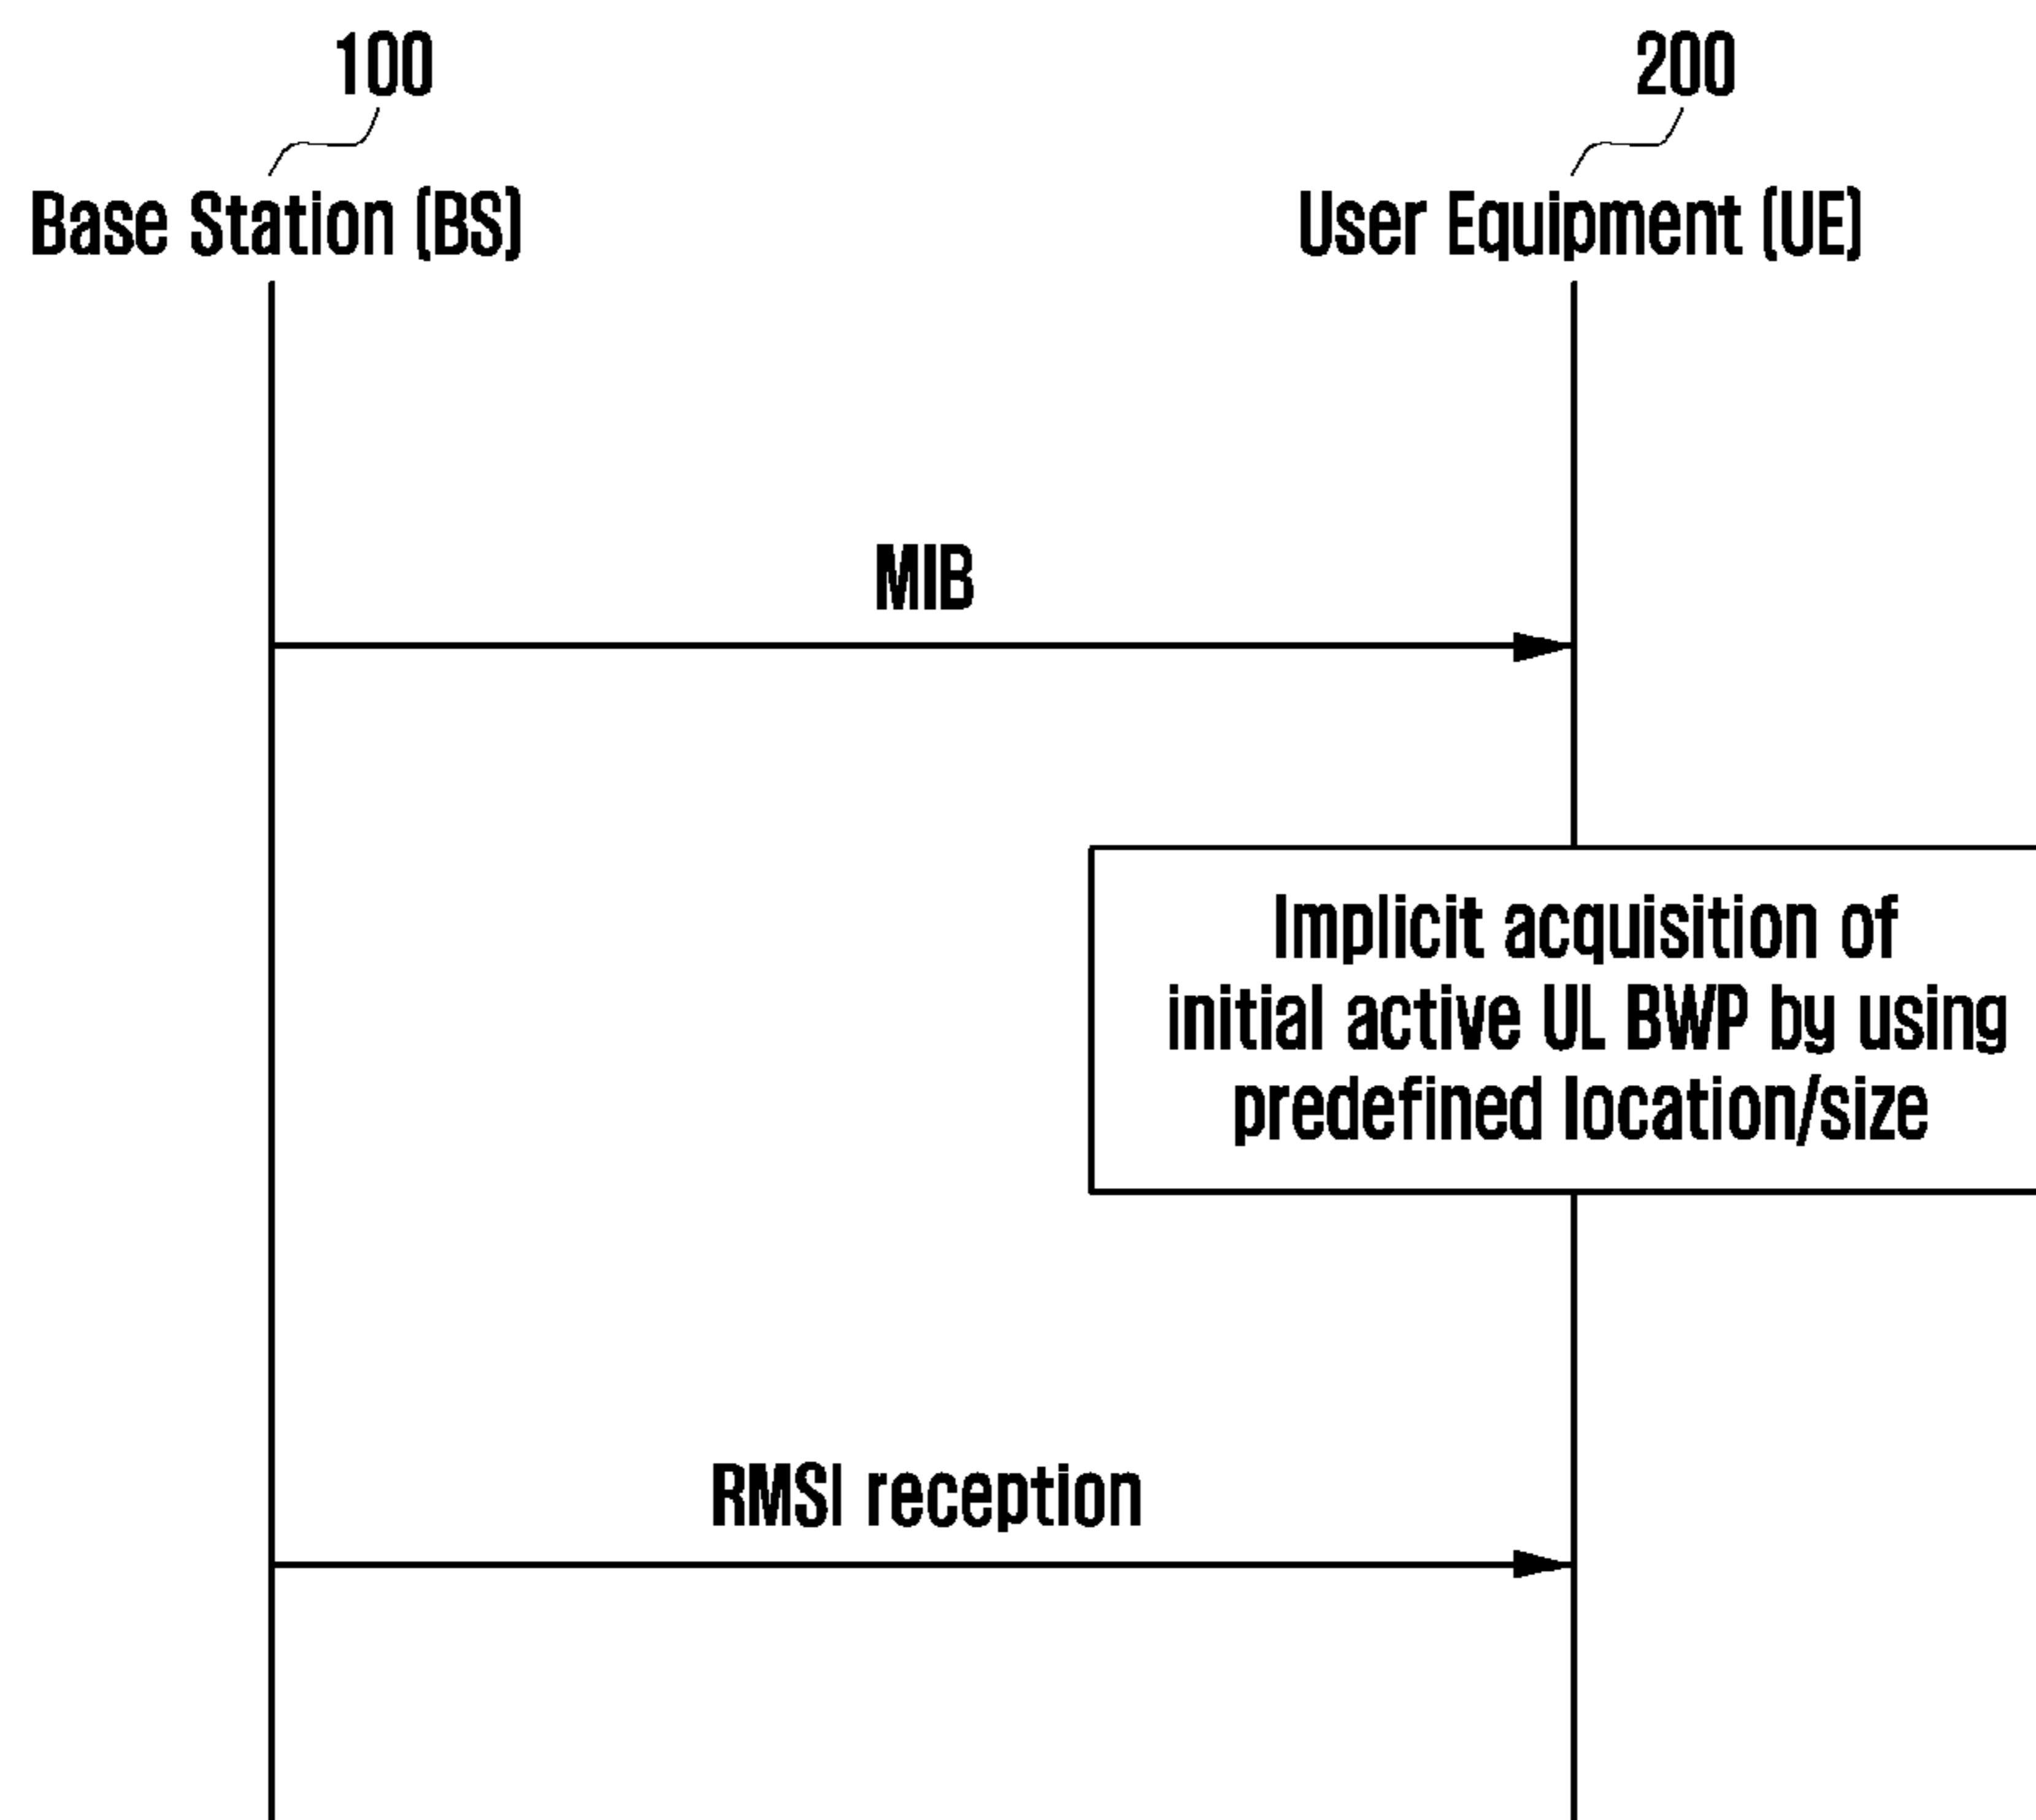 100
200
Base Station (BS)
User Equipment (UE)
MIB
Implicit acquisition of
initial active UL BWP by using
predefined location/size
RMSI reception